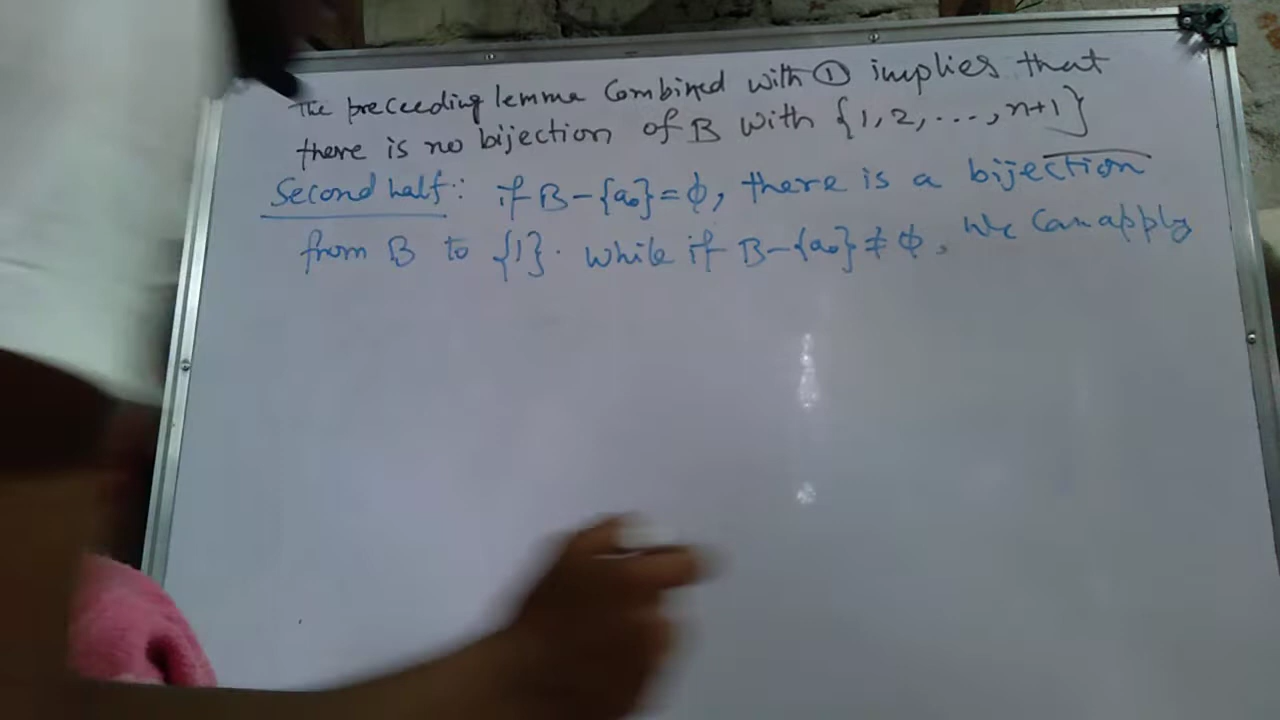 The preceeding lemma Combined with ① implies that
there is no bijection of B with {1, 2, ..., n+1}
Second half: if B-{a₀}=ϕ, there is a bijection
from B to {1}. While if B-{a₀}≠ϕ, We Can apply